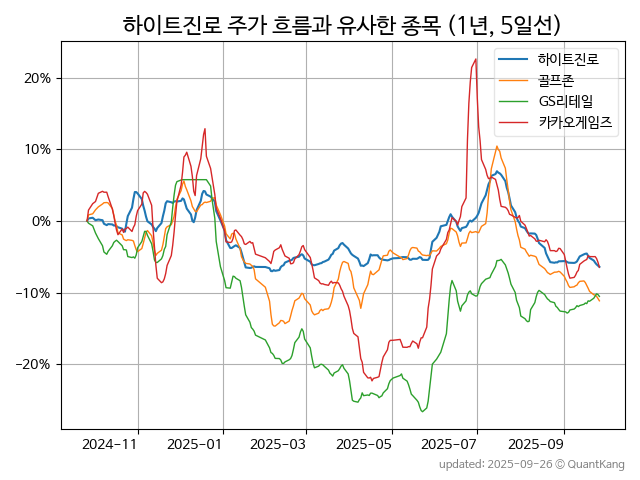 하이트진로 주가 흐름과 유사한 종목 (1년, 5일선)
하이트진로
골프존
GS리테일
카카오게임즈
20%
10%
0%
−10%
−20%
2024-11 2025-01 2025-03 2025-05 2025-07 2025-09
updated: 2025-09-26 © QuantKang